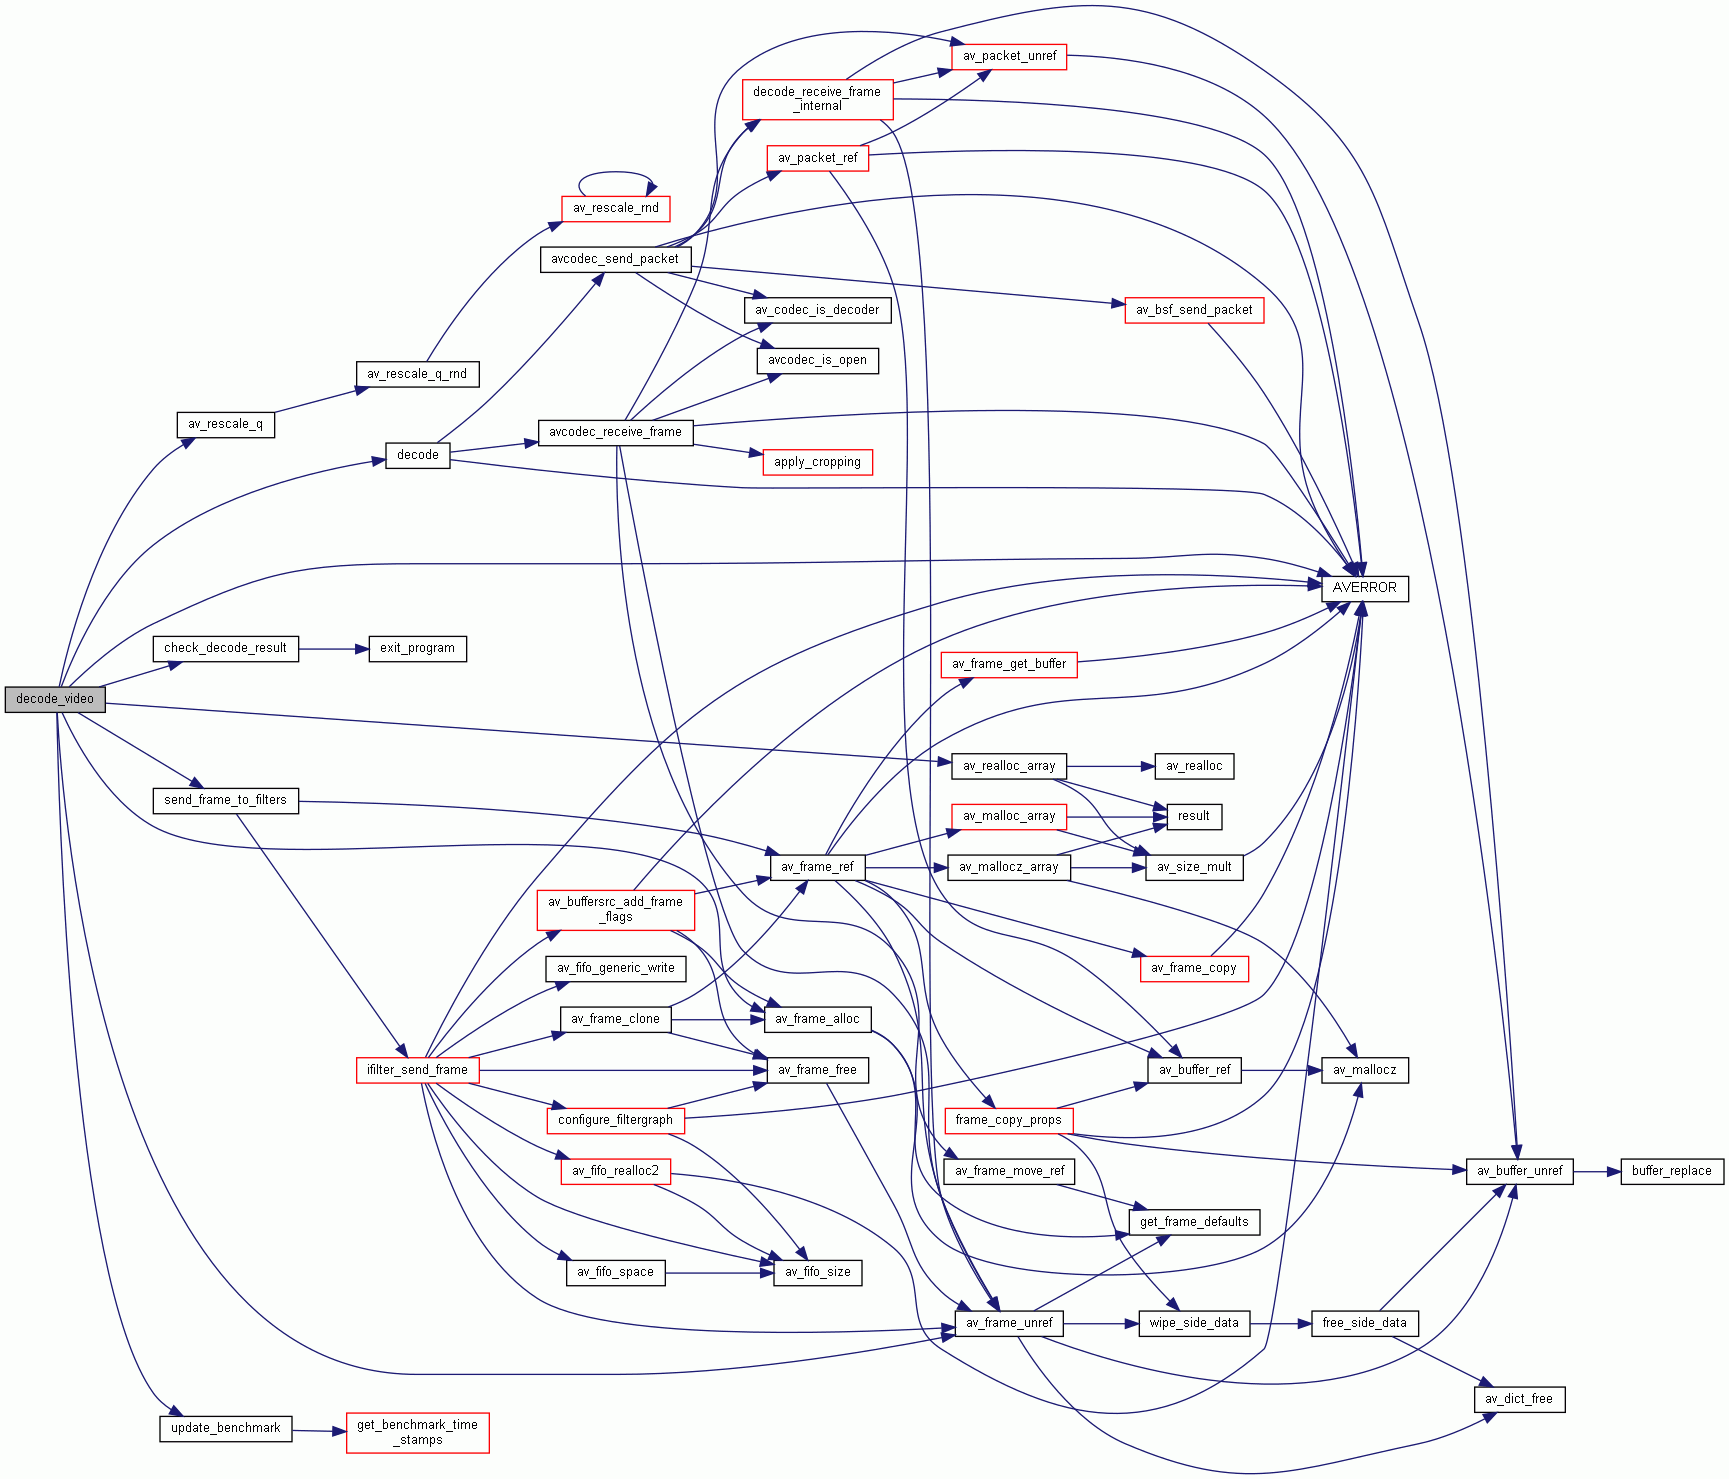 av_packet_unref
decode_receive_frame
_internal
av_packet_ref
av_rescale_rnd
avcodec_send_packet
av_codec_is_decoder
av_bsf_send_packet
avcodec_is_open
av_rescale_q_rnd
av_rescale_q
avcodec_receive_frame
decode
apply_cropping
AVERROR
check_decode_result
exit_program
av_frame_get_buffer
decode_video
av_realloc_array
av_realloc
send_frame_to_filters
av_malloc_array
result
av_frame_ref
av_mallocz_array
av_size_mult
av_buffersrc_add_frame
_flags
av_fifo_generic_write
av_frame_copy
av_frame_clone
av_frame_alloc
ifilter_send_frame
av_frame_free
av_buffer_ref
av_mallocz
configure_filtergraph
frame_copy_props
av_fifo_realloc2
av_frame_move_ref
av_buffer_unref
buffer_replace
get_frame_defaults
av_fifo_space
av_fifo_size
av_frame_unref
wipe_side_data
free_side_data
av_dict_free
update_benchmark
get_benchmark_time
_stamps